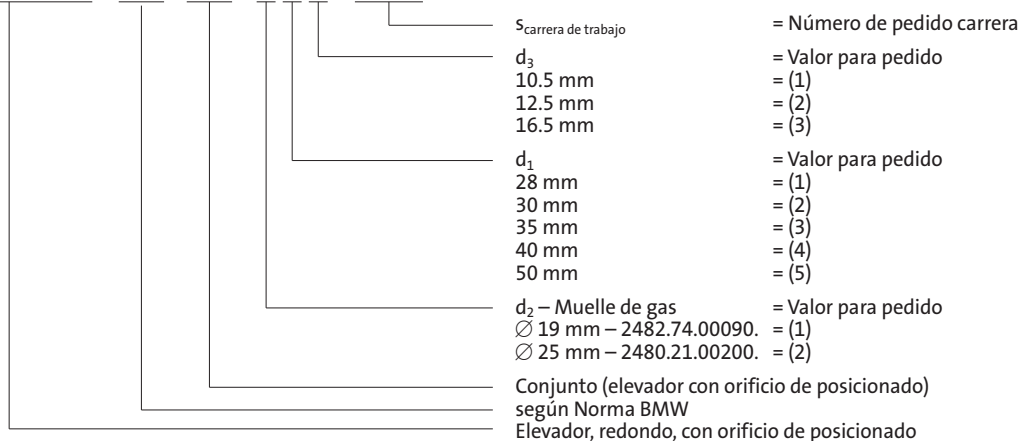 s carrera de trabajo = Número de pedido carrera
d3 = Valor para pedido
10.5 mm = (1)
12.5 mm = (2)
16.5 mm = (3)
d1 = Valor para pedido
28 mm = (1)
30 mm = (2)
35 mm = (3)
40 mm = (4)
50 mm = (5)
d2 – Muelle de gas = Valor para pedido
∅ 19 mm – 2482.74.00090. = (1)
∅ 25 mm – 2480.21.00200. = (2)
Conjunto (elevador con orificio de posicionado)
según Norma BMW
Elevador, redondo, con orificio de posicionado